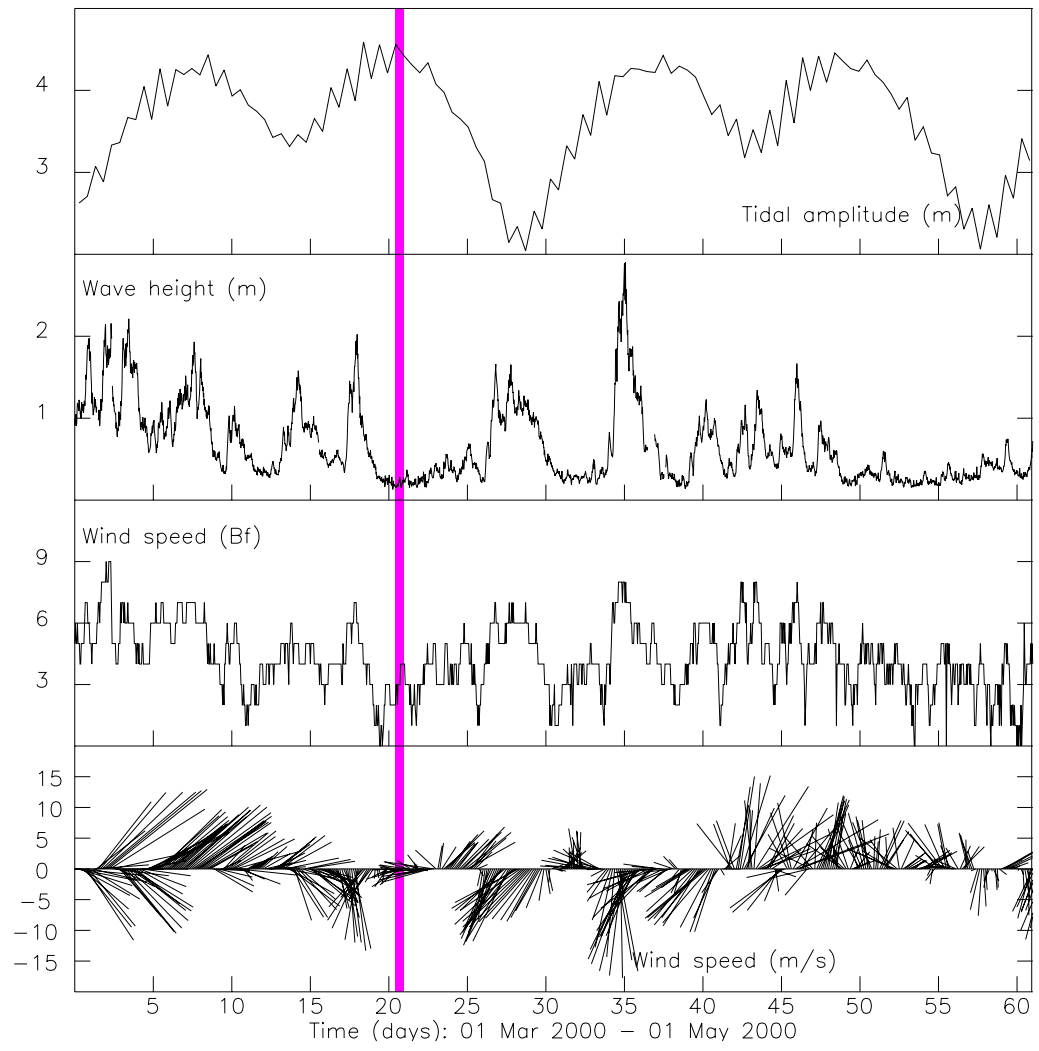 4
3
Tidal amplitude (m)
Wave height (m)
2
1
Wind speed (Bf)
9
6
3
15
10
5
0
−5
−10
−15
Wind speed (m/s)
5 10 15 20 25 30 35 40 45 50 55 60
Time (days): 01 Mar 2000 − 01 May 2000